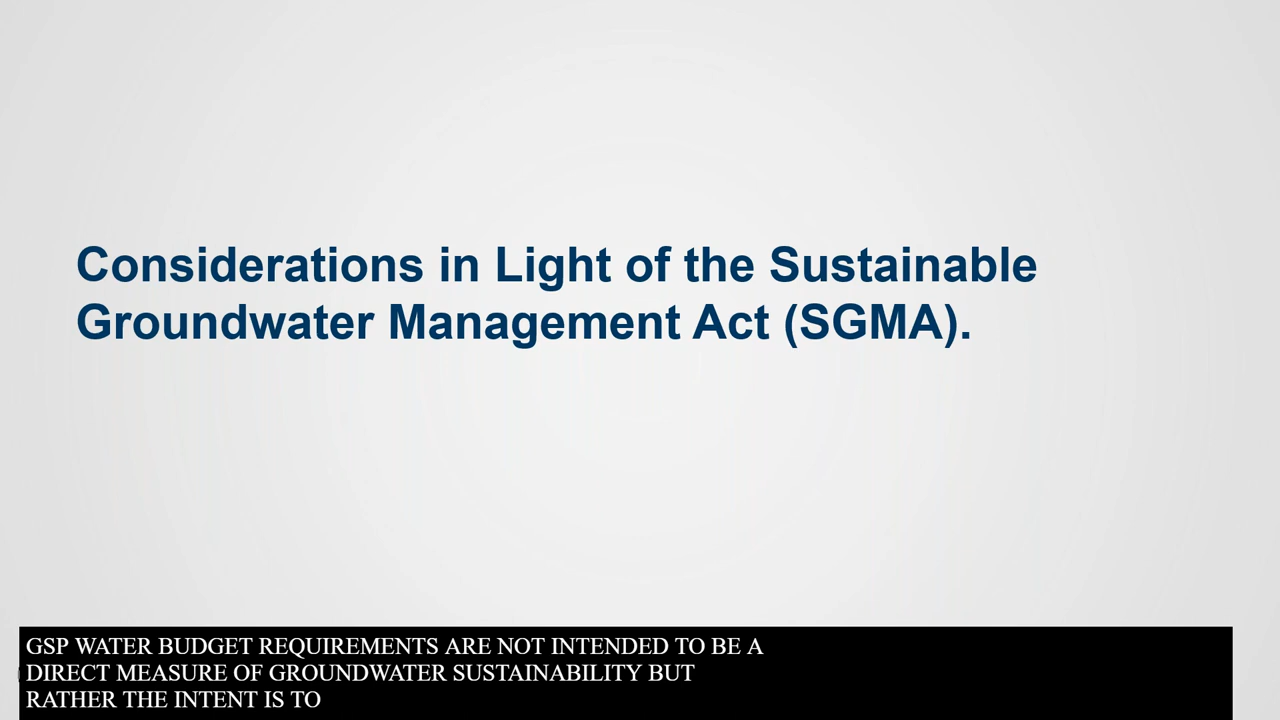 Considerations in Light of the Sustainable
Groundwater Management Act (SGMA).
GSP WATER BUDGET REQUIREMENTS ARE NOT INTENDED TO BE A
DIRECT MEASURE OF GROUNDWATER SUSTAINABILITY BUT
RATHER THE INTENT IS TO